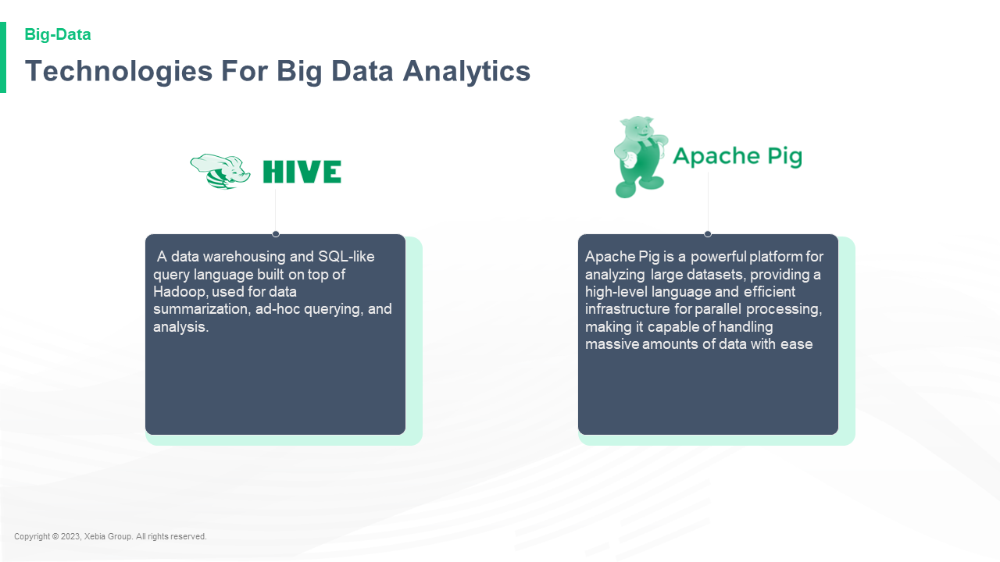 Big-Data
Technologies For Big Data Analytics
HIVE
Apache Pig
A data warehousing and SQL-like
query language built on top of
Hadoop, used for data
summarization, ad-hoc querying, and
analysis.
Apache Pig is a powerful platform for
analyzing large datasets, providing a
high-level language and efficient
infrastructure for parallel processing,
making it capable of handling
massive amounts of data with ease
Copyright © 2023, Xebia Group. All rights reserved.